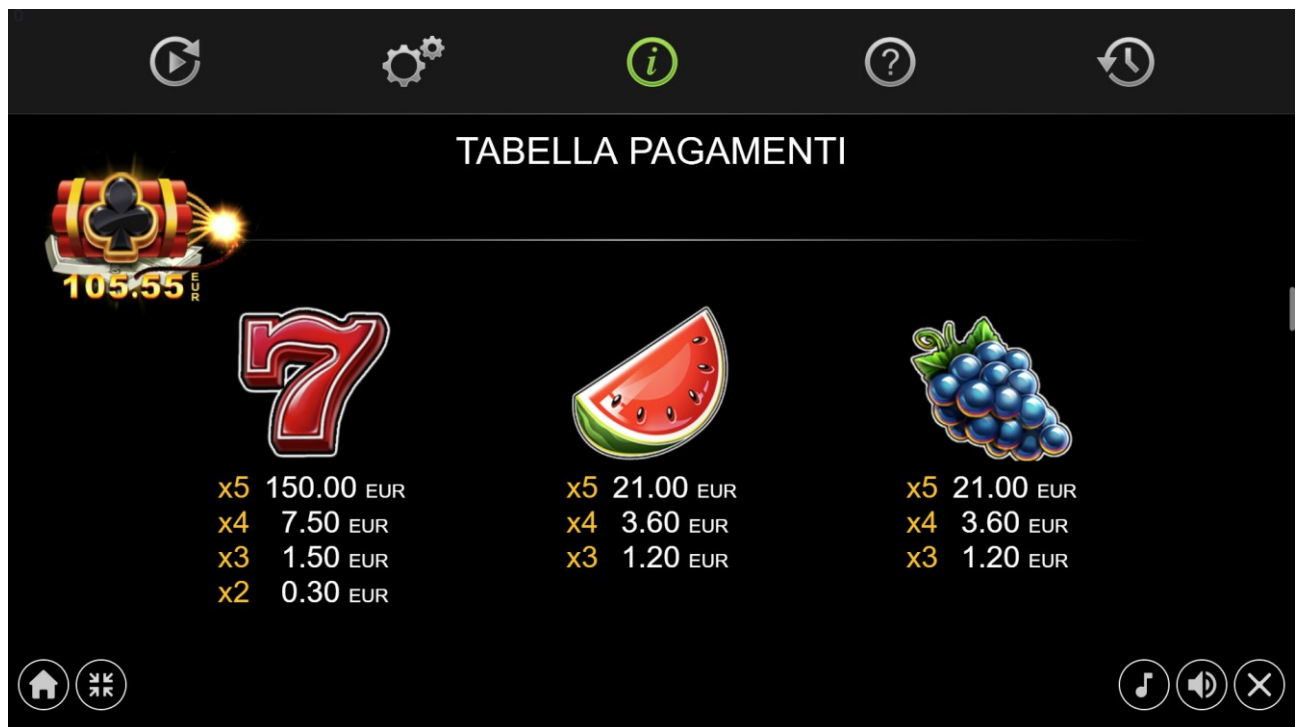 TABELLA PAGAMENTI
105.55 EUR
x5 150.00 EUR
x4 7.50 EUR
x3 1.50 EUR
x2 0.30 EUR
x5 21.00 EUR
x4 3.60 EUR
x3 1.20 EUR
x5 21.00 EUR
x4 3.60 EUR
x3 1.20 EUR